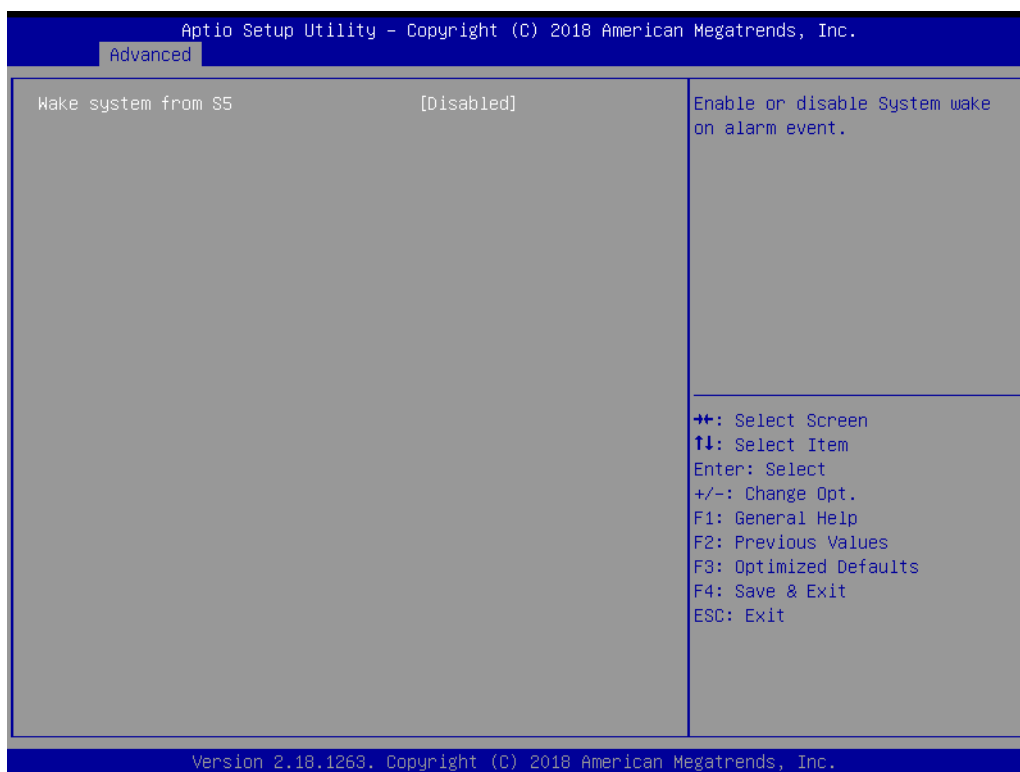 Aptio Setup Utility – Copyright (C) 2018 American Megatrends, Inc.
Advanced
Wake system from S5 [Disabled]
Enable or disable System wake
on alarm event.
→←: Select Screen
↑↓: Select Item
Enter: Select
+/-: Change Opt.
F1: General Help
F2: Previous Values
F3: Optimized Defaults
F4: Save & Exit
ESC: Exit
Version 2.18.1263. Copyright (C) 2018 American Megatrends, Inc.